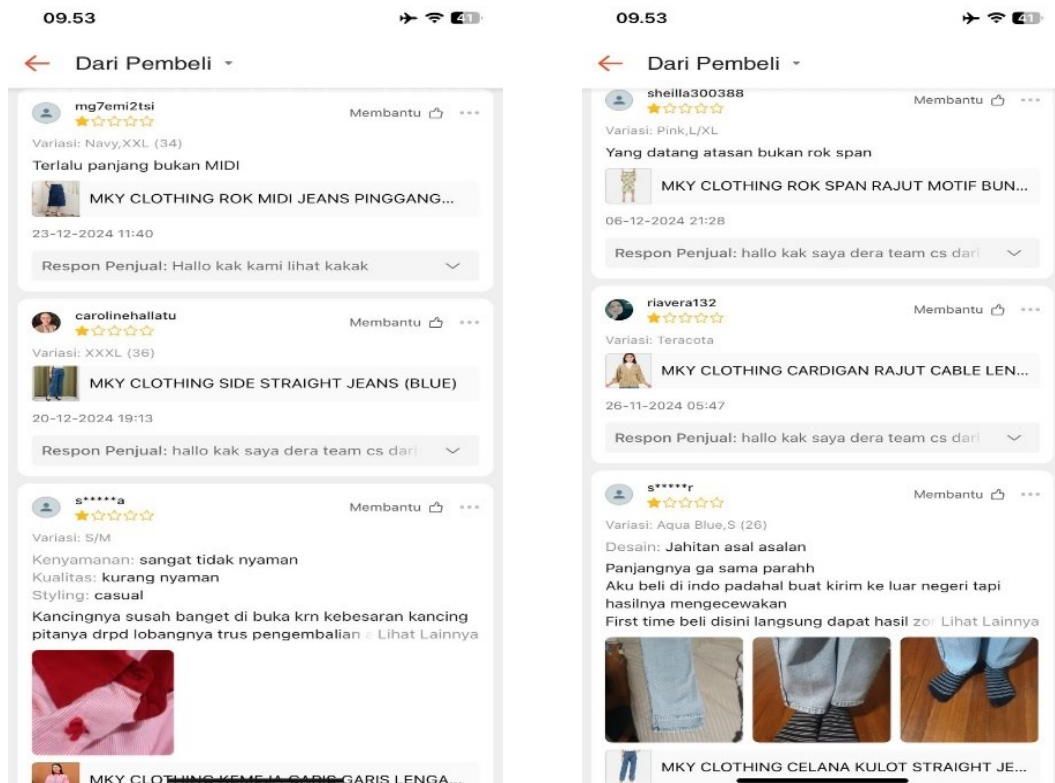 09.53
41
Dari Pembeli
mg7emi2tsi
Membantu
Variasi: Navy,XXL (34)
Terlalu panjang bukan MIDI
MKY CLOTHING ROK MIDI JEANS PINGGANG...
23-12-2024 11:40
Respon Penjual: Hallo kak kami lihat kakak
carolinehallatu
Membantu
Variasi: XXXL (36)
MKY CLOTHING SIDE STRAIGHT JEANS (BLUE)
20-12-2024 19:13
Respon Penjual: hallo kak saya dera team cs dari
s*****a
Membantu
Variasi: S/M
Kenyamanan: sangat tidak nyaman
Kualitas: kurang nyaman
Styling: casual
Kancingnya susah banget di buka krn kebesaran kancing
pitanya drpd lobangnya trus pengembalian a Lihat Lainnya
MKY CLOTHING KEMEJA GARIS GARIS LENGA...
09.53
41
Dari Pembeli
sheilla300388
Membantu
Variasi: Pink,L/XL
Yang datang atasan bukan rok span
MKY CLOTHING ROK SPAN RAJUT MOTIF BUN...
06-12-2024 21:28
Respon Penjual: hallo kak saya dera team cs dari
riavera132
Membantu
Variasi: Teracota
MKY CLOTHING CARDIGAN RAJUT CABLE LEN...
26-11-2024 05:47
Respon Penjual: hallo kak saya dera team cs dari
s*****r
Membantu
Variasi: Aqua Blue,S (26)
Desain: Jahitan asal asalan
Panjangnya ga sama parahh
Aku beli di indo padahal buat kirim ke luar negeri tapi
hasilnya mengecewakan
First time beli disini langsung dapat hasil zon Lihat Lainnya
MKY CLOTHING CELANA KULOT STRAIGHT JE...